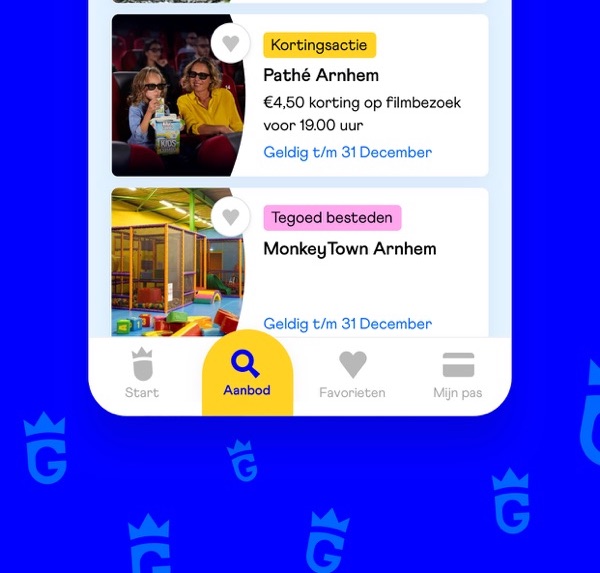 Kortingsactie
Pathé Arnhem
€4,50 korting op filmbezoek
voor 19.00 uur
Geldig t/m 31 December
Tegoed besteden
MonkeyTown Arnhem
Geldig t/m 31 December
Start
Aanbod
Favorieten
Mijn pas
G
G
G
G
G